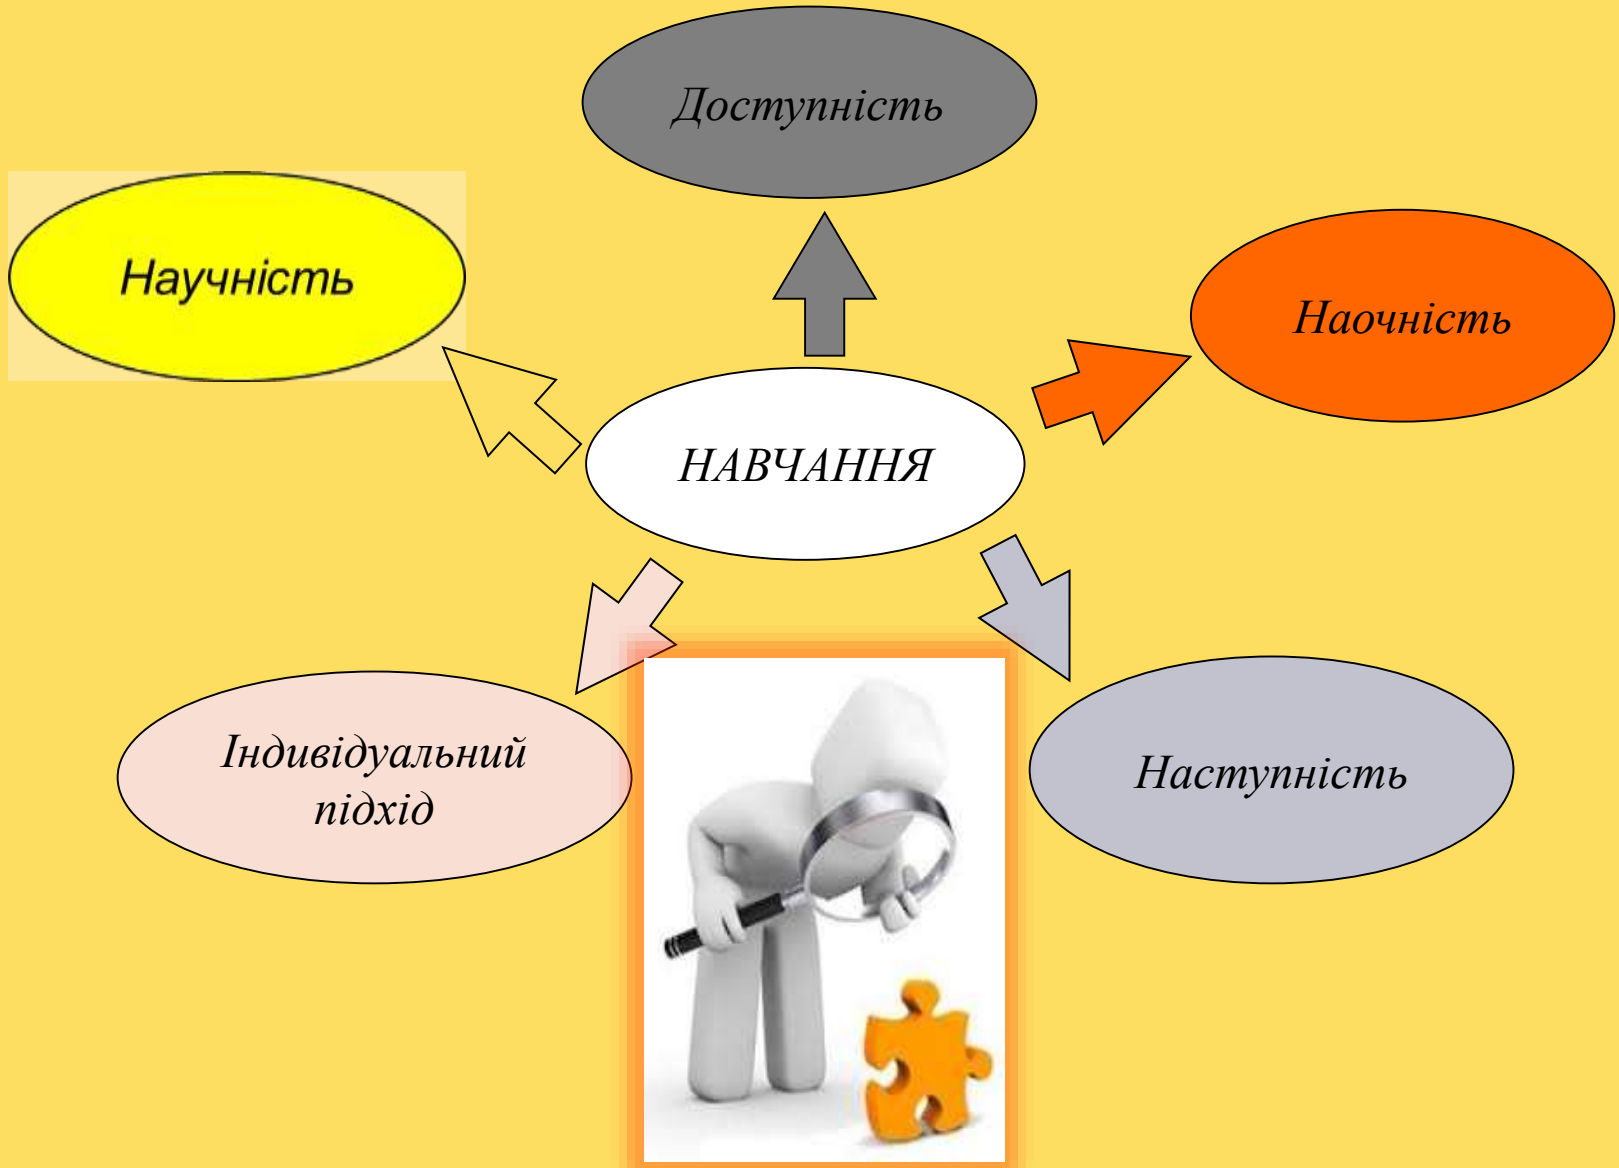 Доступність
Научність
Наочність
НАВЧАННЯ
Індивідуальний
підхід
Наступність